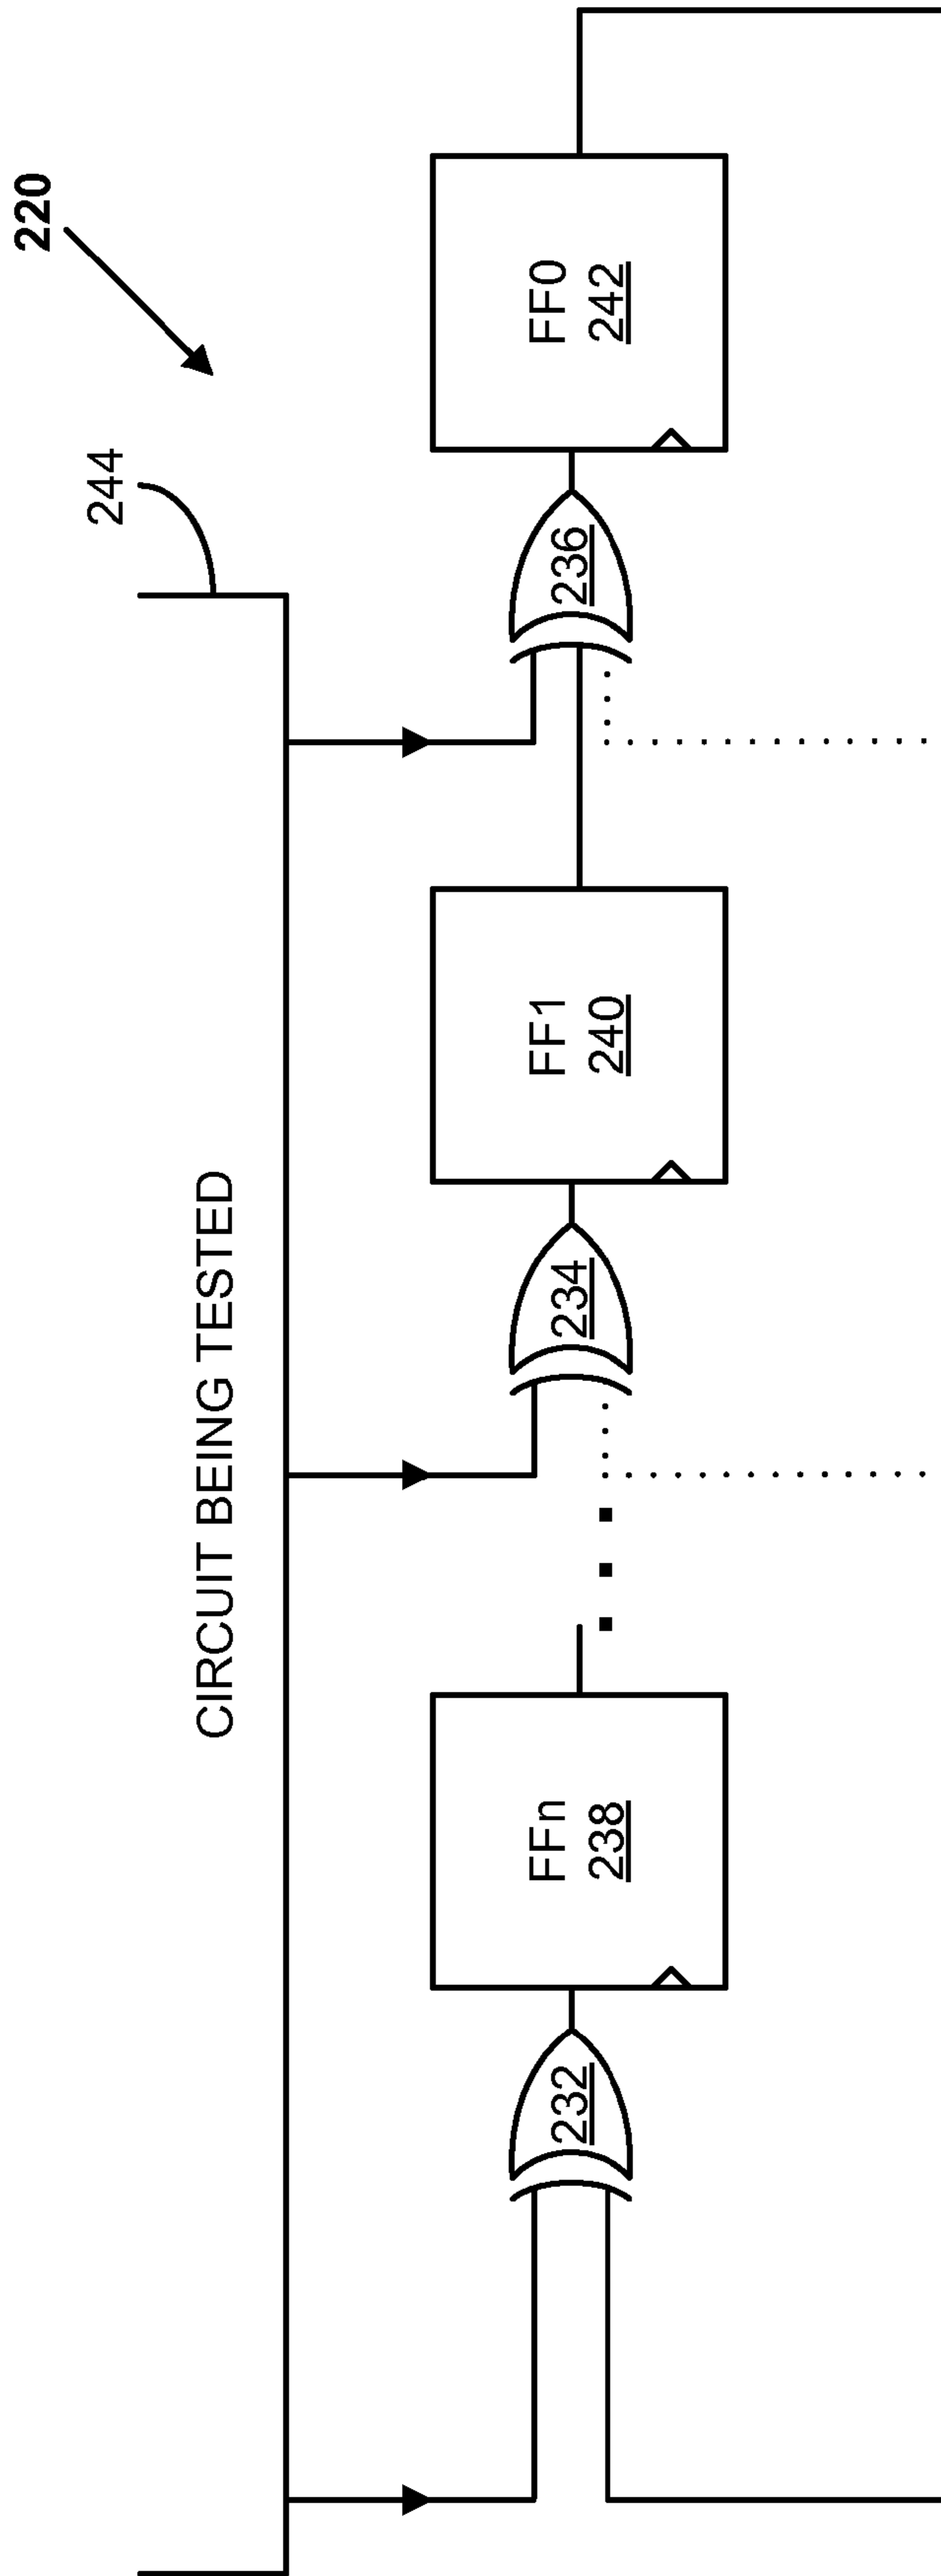 220
244
CIRCUIT BEING TESTED
232
FFn
238
234
FF1
240
236
FF0
242